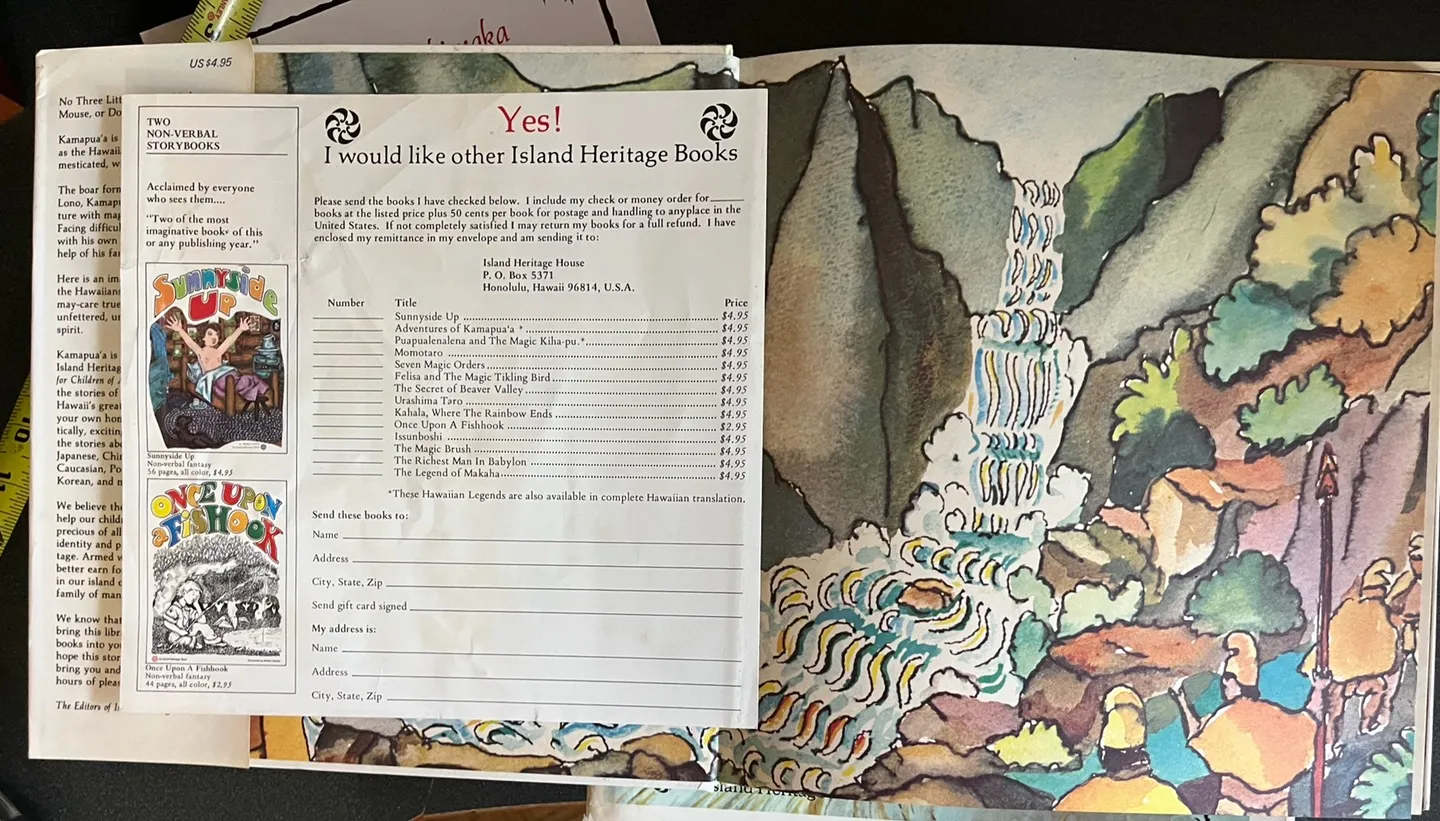 US $4.95
No Three Litt
Mouse, or Do
Kamapua'a is
as the Hawaii
mesticated, w
The boar forn
Lono, Kamap
ture with mag
Facing difficul
with his own
help of his far
Here is an im
the Hawaiian
may-care true
unfettered, un
spirit.
Kamapua'a is
Island Heritag
for Children of
the stories of
Hawaii's grea
your own hon
tically, excitin
the stories abo
Japanese, Chi
Caucasian, Po
Korean, and n
We believe the
help our child
precious of all
identity and p
tage. Armed w
better earn fo
in our island c
family of man
We know that
bring this libr
books into yo
hope this stor
bring you and
hours of pleas
The Editors of Is
TWO
NON-VERBAL
STORYBOOKS
Acclaimed by everyone
who sees them....
"Two of the most
imaginative books of this
or any publishing year."
Sunnyside
UP
Sunnyside Up
Non-verbal fantasy
56 pages, all color, $4.95
ONCE UPON
a FISHOOK
Once Upon A Fishhook
Non-verbal fantasy
44 pages, all color, $2.95
Yes!
I would like other Island Heritage Books
Please send the books I have checked below. I include my check or money order for
books at the listed price plus 50 cents per book for postage and handling to anyplace in the
United States. If not completely satisfied I may return my books for a full refund. I have
enclosed my remittance in my envelope and am sending it to:
Island Heritage House
P. O. Box 5371
Honolulu, Hawaii 96814, U.S.A.
Number Title Price
Sunnyside Up $4.95
Adventures of Kamapua'a * $4.95
Puapualenalena and The Magic Kiha-pu.* $4.95
Momotaro $4.95
Seven Magic Orders $4.95
Felisa and The Magic Tikling Bird $4.95
The Secret of Beaver Valley $4.95
Urashima Taro $4.95
Kahala, Where The Rainbow Ends $4.95
Once Upon A Fishhook $2.95
Issunboshi $4.95
The Magic Brush $4.95
The Richest Man In Babylon $4.95
The Legend of Makaha $4.95
*These Hawaiian Legends are also available in complete Hawaiian translation.
Send these books to:
Name
Address
City, State, Zip
Send gift card signed
My address is:
Name
Address
City, State, Zip